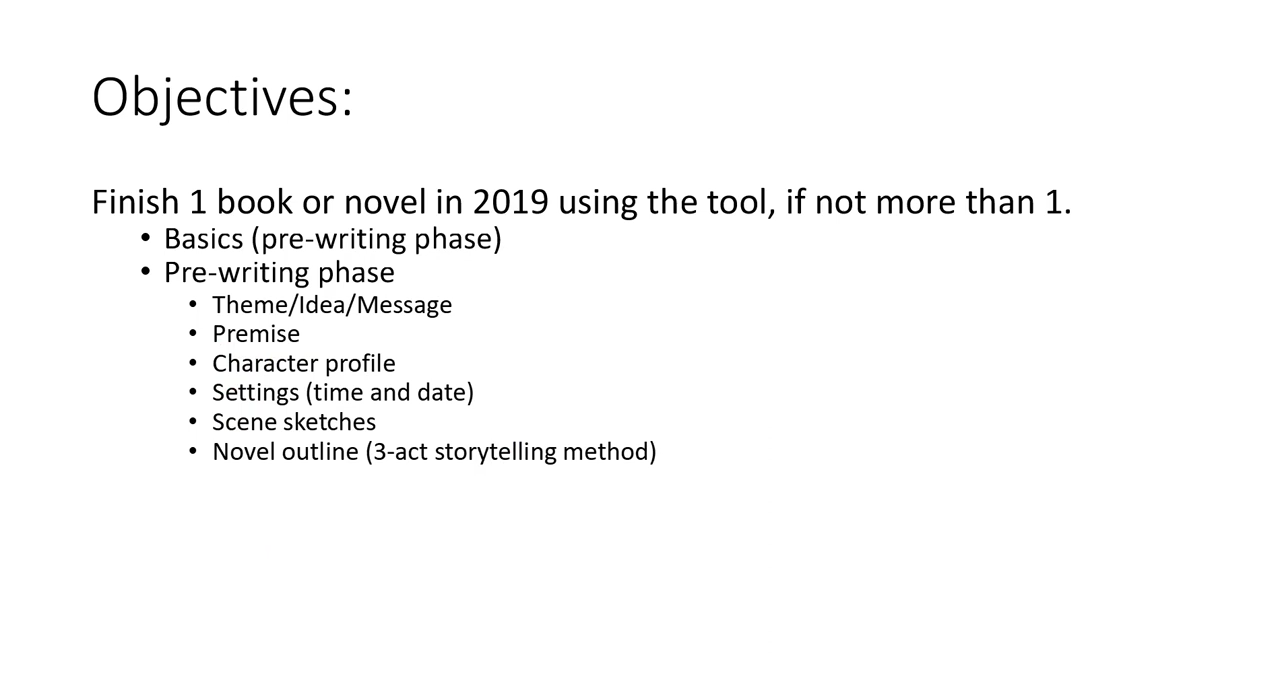 Objectives:
Finish 1 book or novel in 2019 using the tool, if not more than 1.
• Basics (pre-writing phase)
• Pre-writing phase
• Theme/Idea/Message
• Premise
• Character profile
• Settings (time and date)
• Scene sketches
• Novel outline (3-act storytelling method)